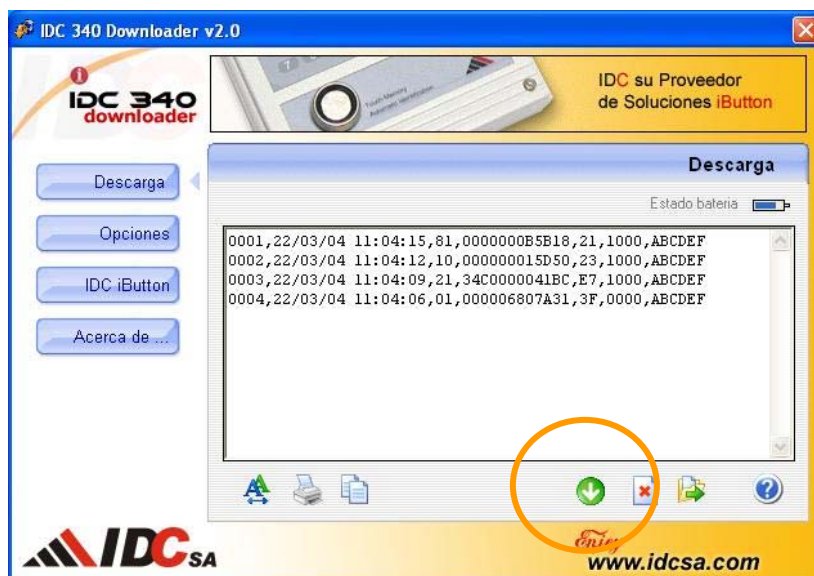 IDC 340 Downloader v2.0
IDC 340
downloader
IDC su Proveedor
de Soluciones iButton
Descarga
Descarga
Estado bateria
Opciones
IDC iButton
Acerca de ...
0001,22/03/04 11:04:15,81,0000000B5B18,21,1000,ABCDEF
0002,22/03/04 11:04:12,10,000000015D50,23,1000,ABCDEF
0003,22/03/04 11:04:09,21,34C0000041BC,E7,1000,ABCDEF
0004,22/03/04 11:04:06,01,000006807A31,3F,0000,ABCDEF
IDC SA
Enjoy
www.idcsa.com